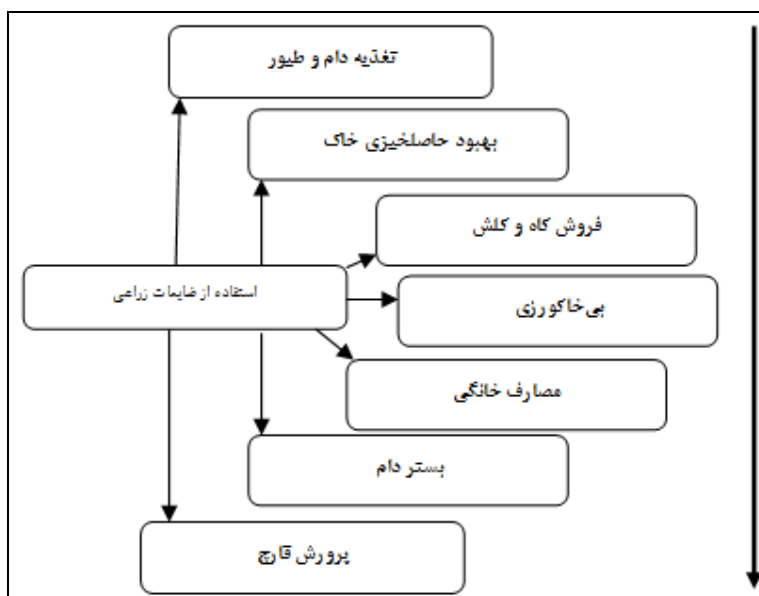 تغذیه دام و طیور
بهبود حاصلخیزی خاک
فروش کاه و کلش
استفاده از ضایعات زراعی
بی‌خاکورزی
مصارف خانگی
بستر دام
پرورش قارچ